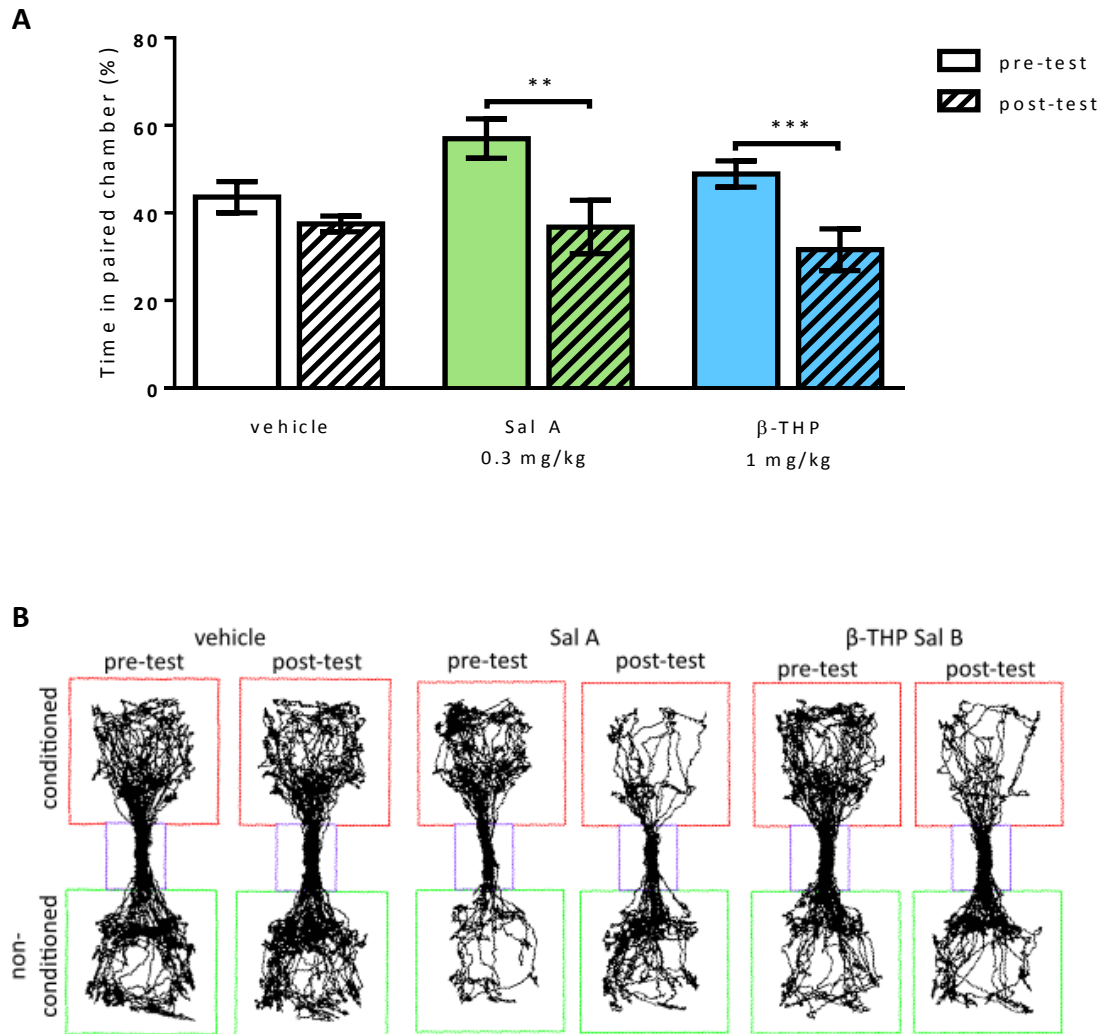 A
Time in paired chamber (%)
80
60
40
20
0
**
***
pre-test
post-test
vehicle
Sal A
0.3 mg/kg
β-THP
1 mg/kg
B
vehicle
Sal A
β-THP Sal B
pre-test
post-test
pre-test
post-test
pre-test
post-test
conditioned
non-
conditioned